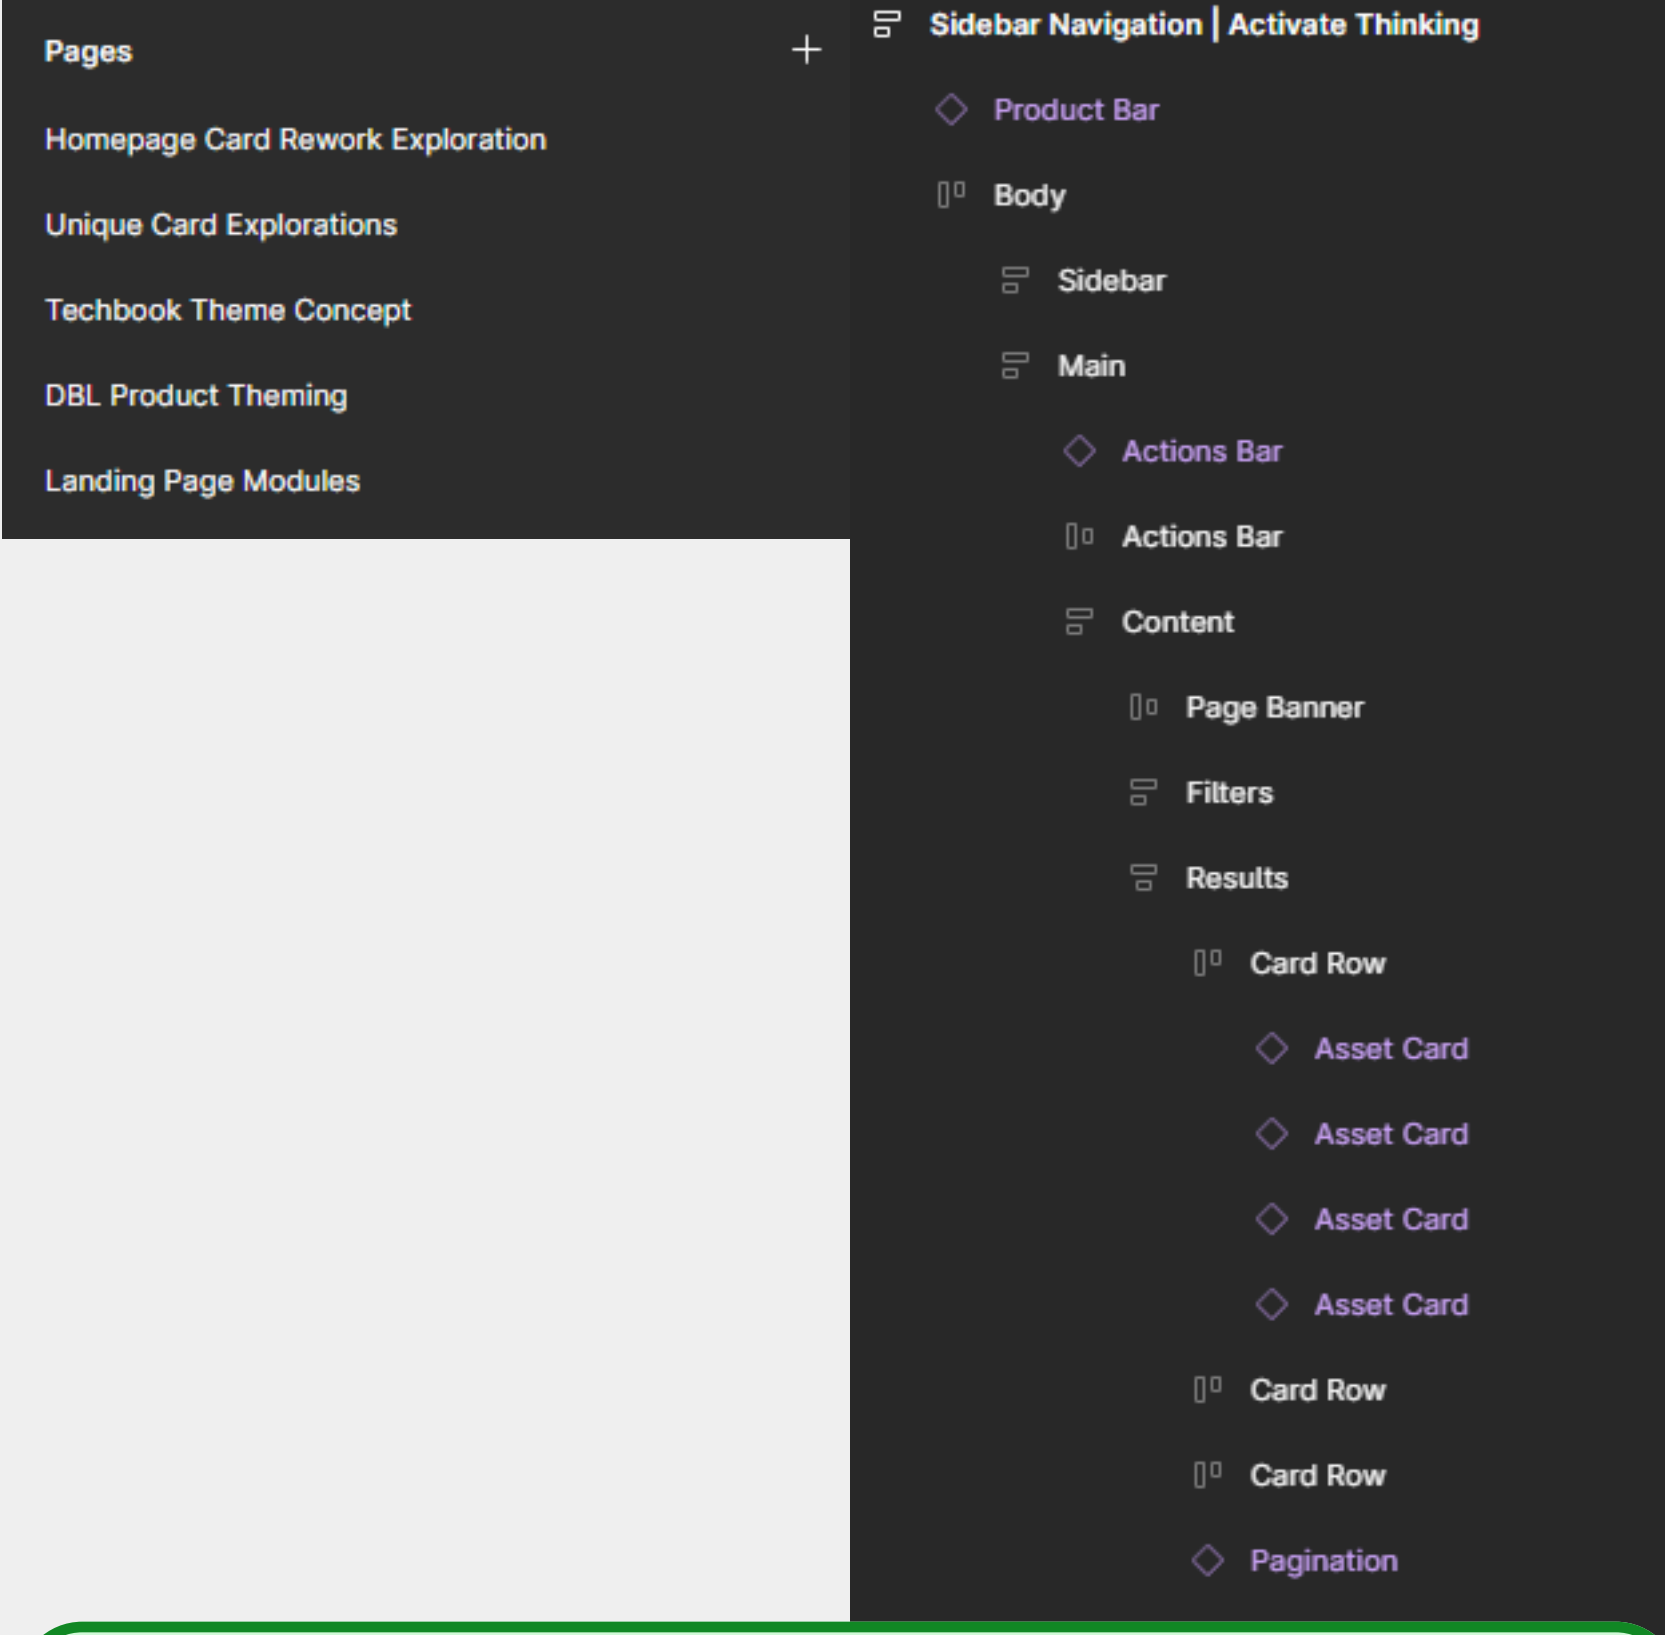 Pages
Homepage Card Rework Exploration
Unique Card Explorations
Techbook Theme Concept
DBL Product Theming
Landing Page Modules
Sidebar Navigation | Activate Thinking
Product Bar
Body
Sidebar
Main
Actions Bar
Actions Bar
Content
Page Banner
Filters
Results
Card Row
Asset Card
Asset Card
Asset Card
Asset Card
Card Row
Card Row
Pagination